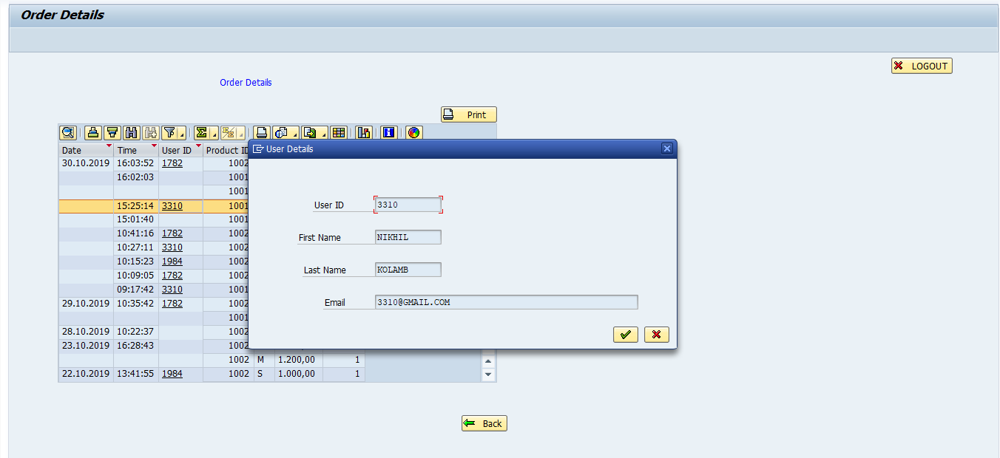 Order Details
LOGOUT
Order Details
Print
Date Time User ID Product ID
30.10.2019 16:03:52 1782 1002
16:02:03 1001
1001
15:25:14 3310 1001
15:01:40 1001
10:41:16 1782 1002
10:27:11 3310 1002
10:15:23 1984 1002
10:09:05 1782 1002
09:17:42 3310 1001
29.10.2019 10:35:42 1782 1002
1001
28.10.2019 10:22:37 1002
23.10.2019 16:28:43 1002
1002 M 1.200,00 1
22.10.2019 13:41:55 1984 1002 S 1.000,00 1
User Details
User ID 3310
First Name NIKHIL
Last Name KOLAMB
Email 3310@GMAIL.COM
Back